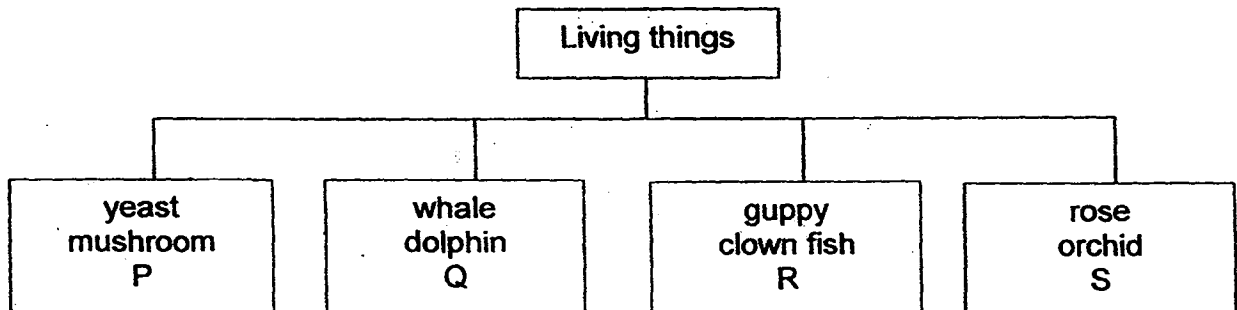 Living things
yeast
mushroom
P
whale
dolphin
Q
guppy
clown fish
R
rose
orchid
S